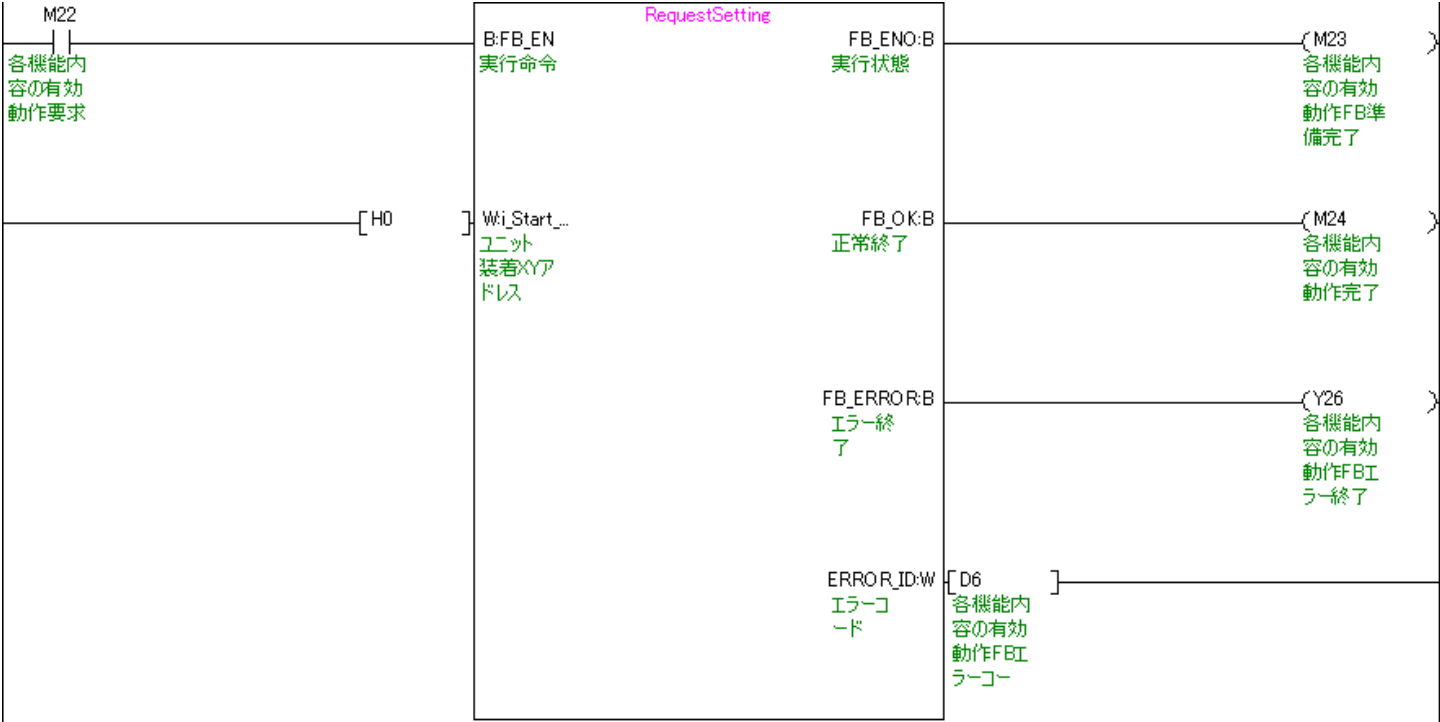 M22
RequestSetting
B:FB_EN
FB_ENO:B
M23
各機能内
容の有効
動作要求
実行命令
実行状態
各機能内
容の有効
動作FB準
備完了
H0
W:i_Start_...
FB_OK:B
M24
ユニット
装着XYア
ドレス
正常終了
各機能内
容の有効
動作完了
FB_ERROR:B
Y26
エラー終
了
各機能内
容の有効
動作FBエ
ラー終了
ERROR_ID:W
D6
エラーコ
ード
各機能内
容の有効
動作FBエ
ラーコー